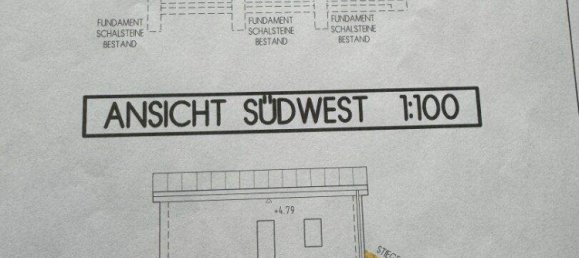 FUNDAMENT
SCHALSTEINE
BESTAND
FUNDAMENT
SCHALSTEINE
BESTAND
FUNDAMENT
SCHALSTEINE
BESTAND
ANSICHT SÜDWEST 1:100
+4.79